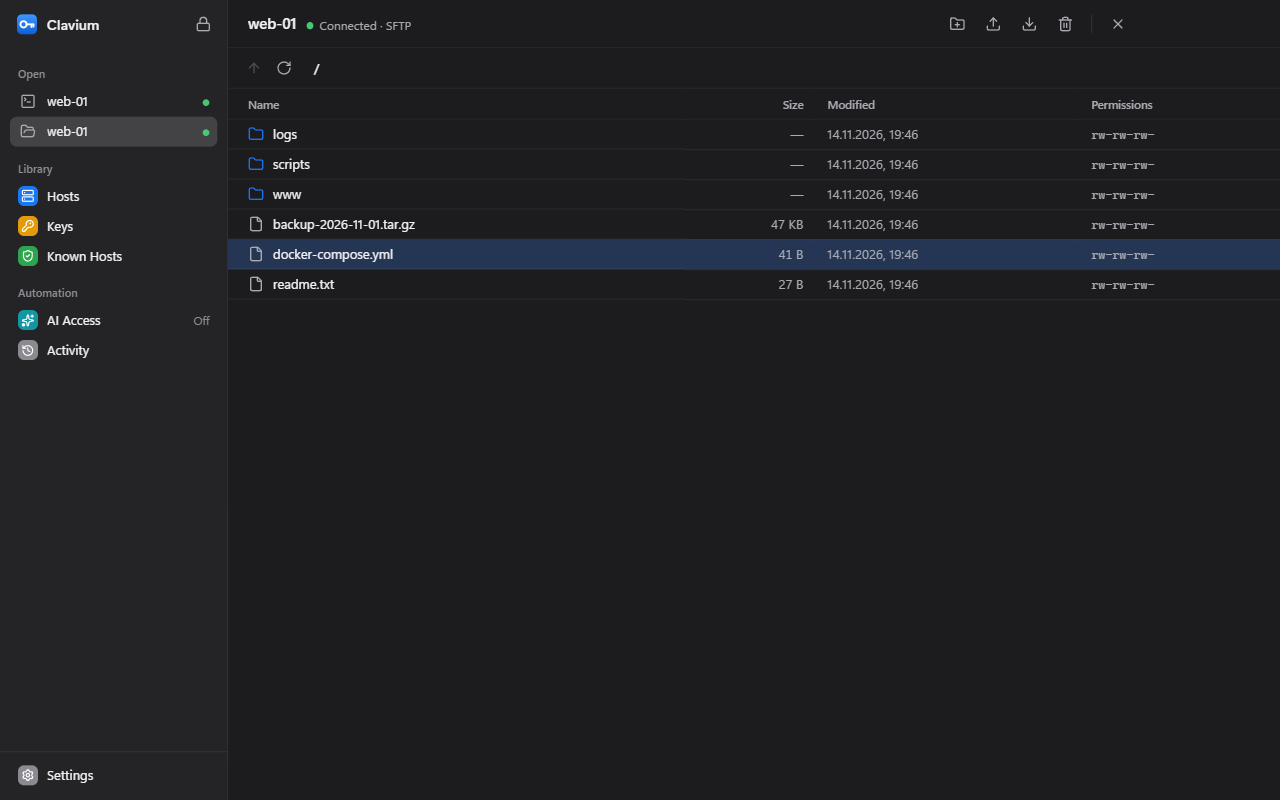 Clavium
Open
web-01
web-01
Library
Hosts
Keys
Known Hosts
Automation
AI Access Off
Activity
Settings
web-01 Connected · SFTP
/
Name Size Modified Permissions
logs — 14.11.2026, 19:46 rw-rw-rw-
scripts — 14.11.2026, 19:46 rw-rw-rw-
www — 14.11.2026, 19:46 rw-rw-rw-
backup-2026-11-01.tar.gz 47 KB 14.11.2026, 19:46 rw-rw-rw-
docker-compose.yml 41 B 14.11.2026, 19:46 rw-rw-rw-
readme.txt 27 B 14.11.2026, 19:46 rw-rw-rw-